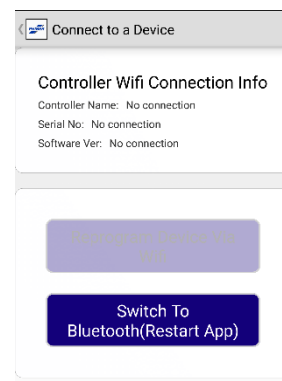 Connect to a Device
Controller Wifi Connection Info
Controller Name: No connection
Serial No: No connection
Software Ver: No connection
Switch To
Bluetooth(Restart App)